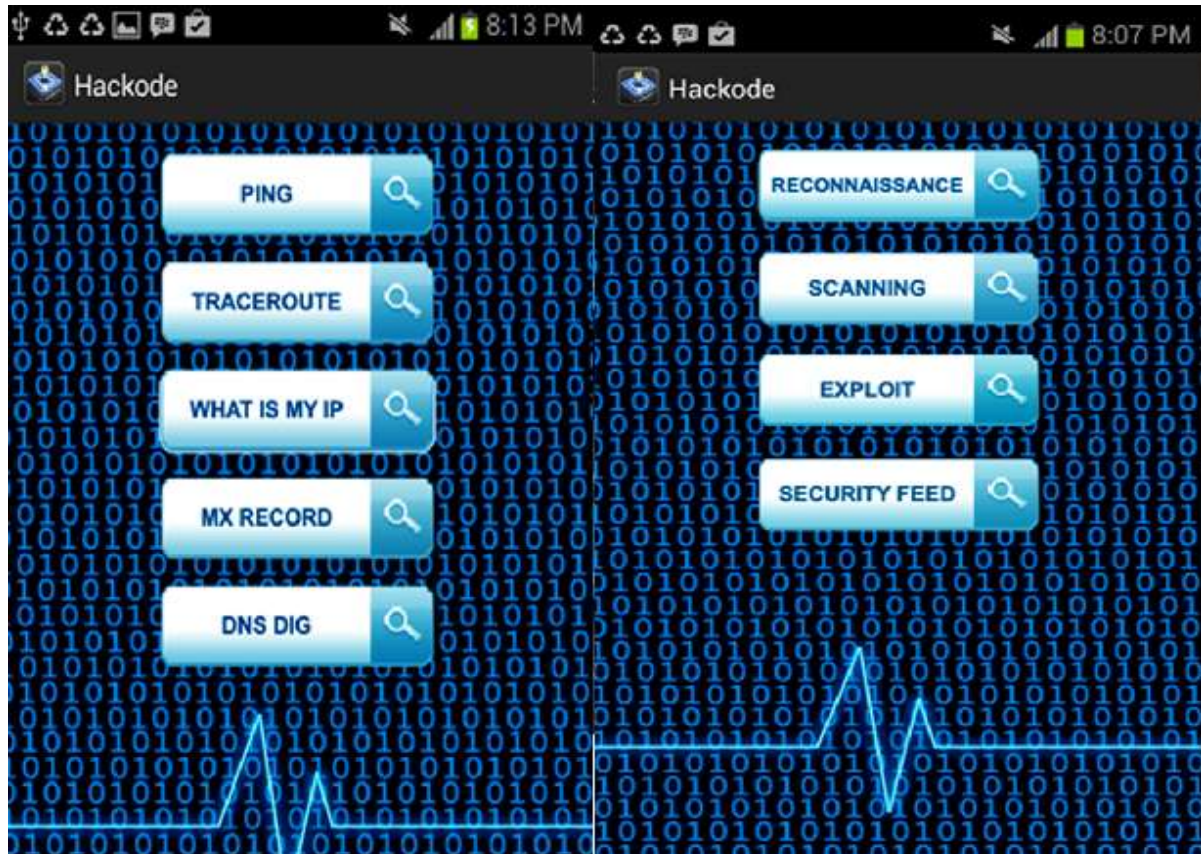 8:13 PM
Hackode
PING
TRACEROUTE
WHAT IS MY IP
MX RECORD
DNS DIG
8:07 PM
Hackode
RECONNAISSANCE
SCANNING
EXPLOIT
SECURITY FEED